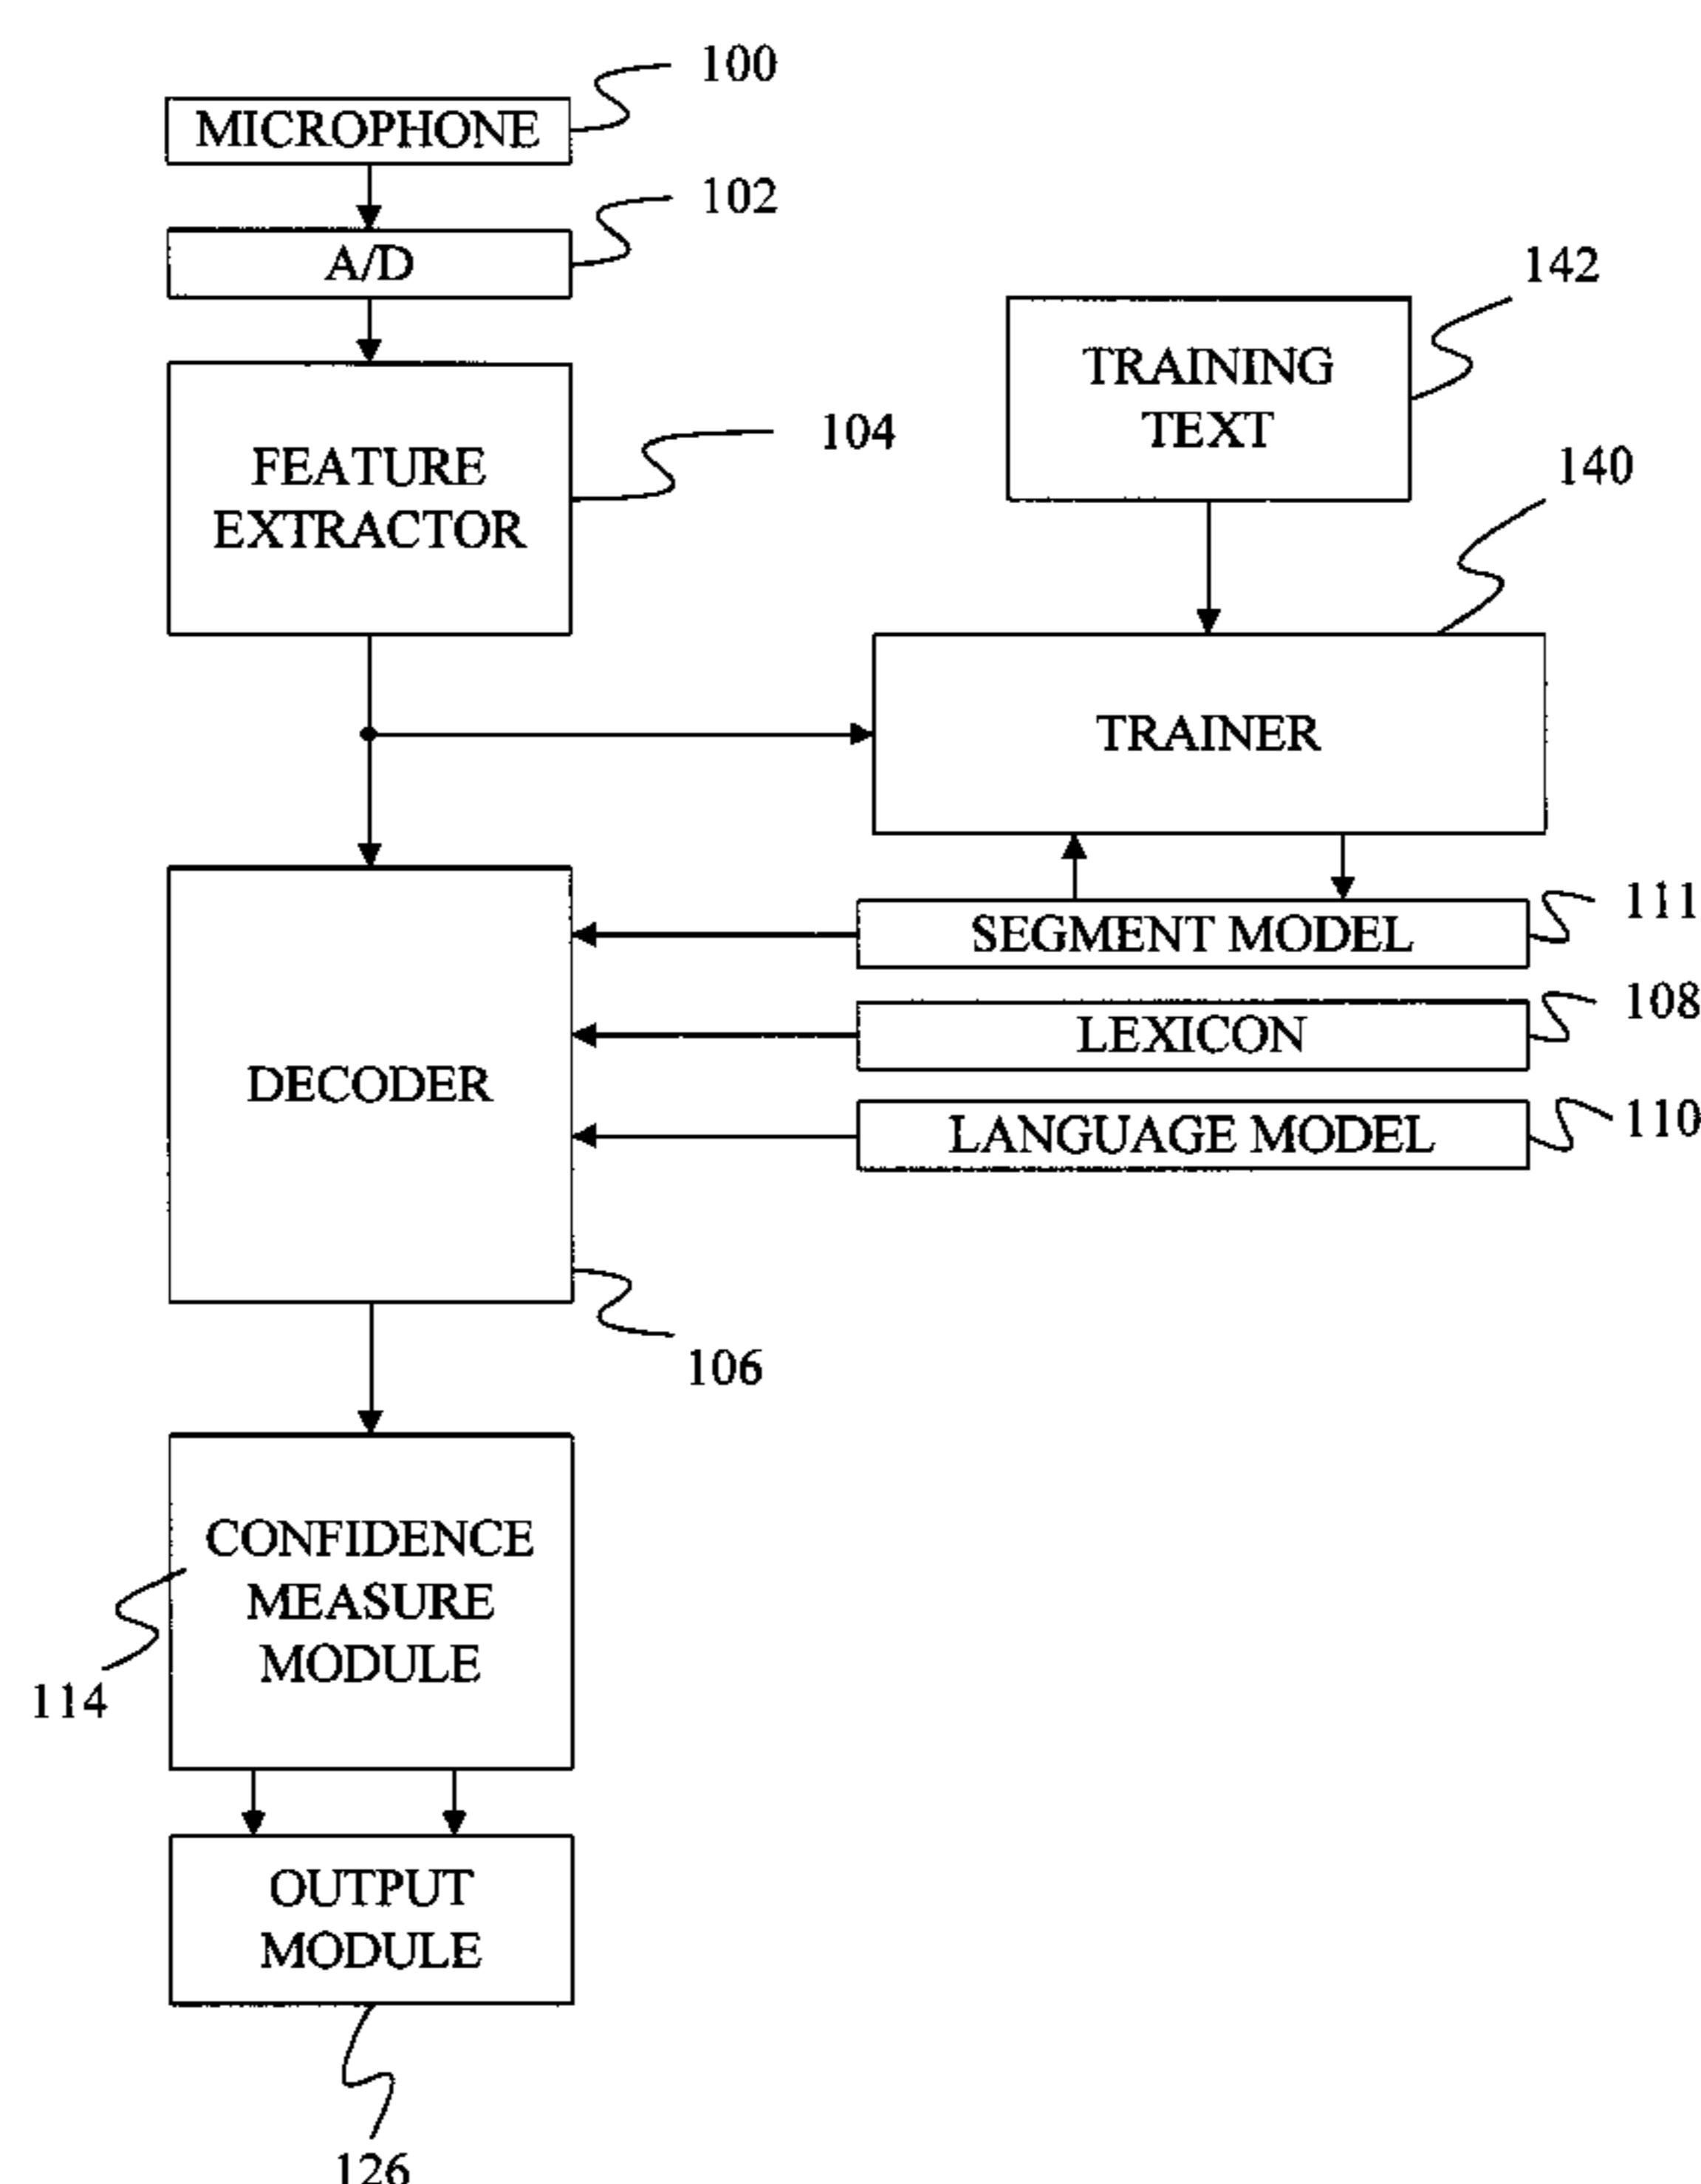 100
MICROPHONE
102
A/D
142
TRAINING
TEXT
104
FEATURE
EXTRACTOR
140
TRAINER
111
SEGMENT MODEL
108
LEXICON
DECODER
110
LANGUAGE MODEL
106
CONFIDENCE
MEASURE
MODULE
114
OUTPUT
MODULE
126